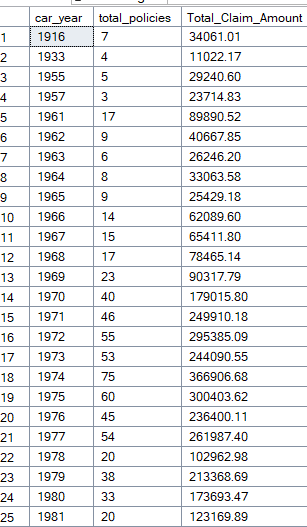 car_year total_policies Total_Claim_Amount
1 1916 7 34061.01
2 1933 4 11022.17
3 1955 5 29240.60
4 1957 3 23714.83
5 1961 17 89890.52
6 1962 9 40667.85
7 1963 6 26246.20
8 1964 8 33063.58
9 1965 9 25429.18
10 1966 14 62089.60
11 1967 15 65411.80
12 1968 17 78465.14
13 1969 23 90317.79
14 1970 40 179015.80
15 1971 46 249910.18
16 1972 55 295385.09
17 1973 53 244090.55
18 1974 75 366906.68
19 1975 60 300403.62
20 1976 45 236400.11
21 1977 54 261987.40
22 1978 20 102962.98
23 1979 38 213368.69
24 1980 33 173693.47
25 1981 20 123169.89